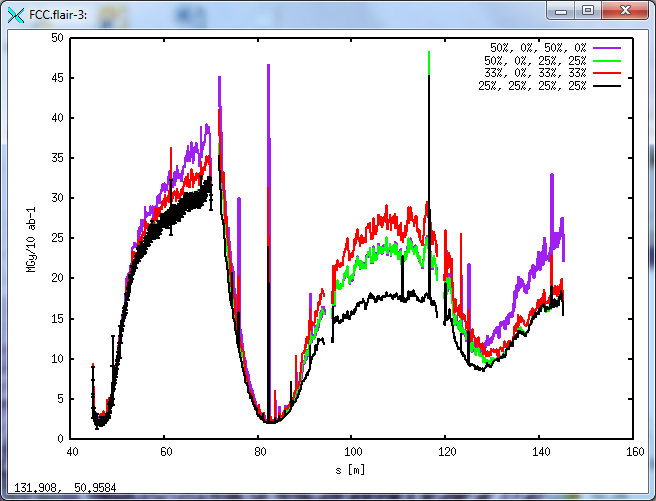 FCC.flair-3:
50
45
40
35
30
25
20
15
10
5
0
MGy/10 ab-1
50%, 0%, 50%, 0%
50%, 0%, 25%, 25%
33%, 0%, 33%, 33%
25%, 25%, 25%, 25%
40 60 80 100 120 140 160
s [m]
131.908, 50.9584